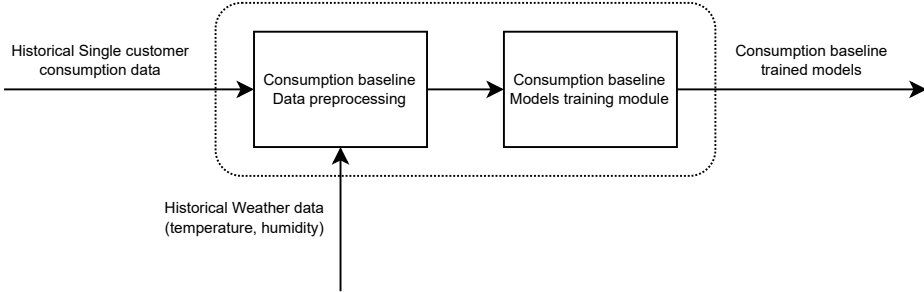 Historical Single customer
consumption data
Consumption baseline
Data preprocessing
Consumption baseline
Models training module
Consumption baseline
trained models
Historical Weather data
(temperature, humidity)